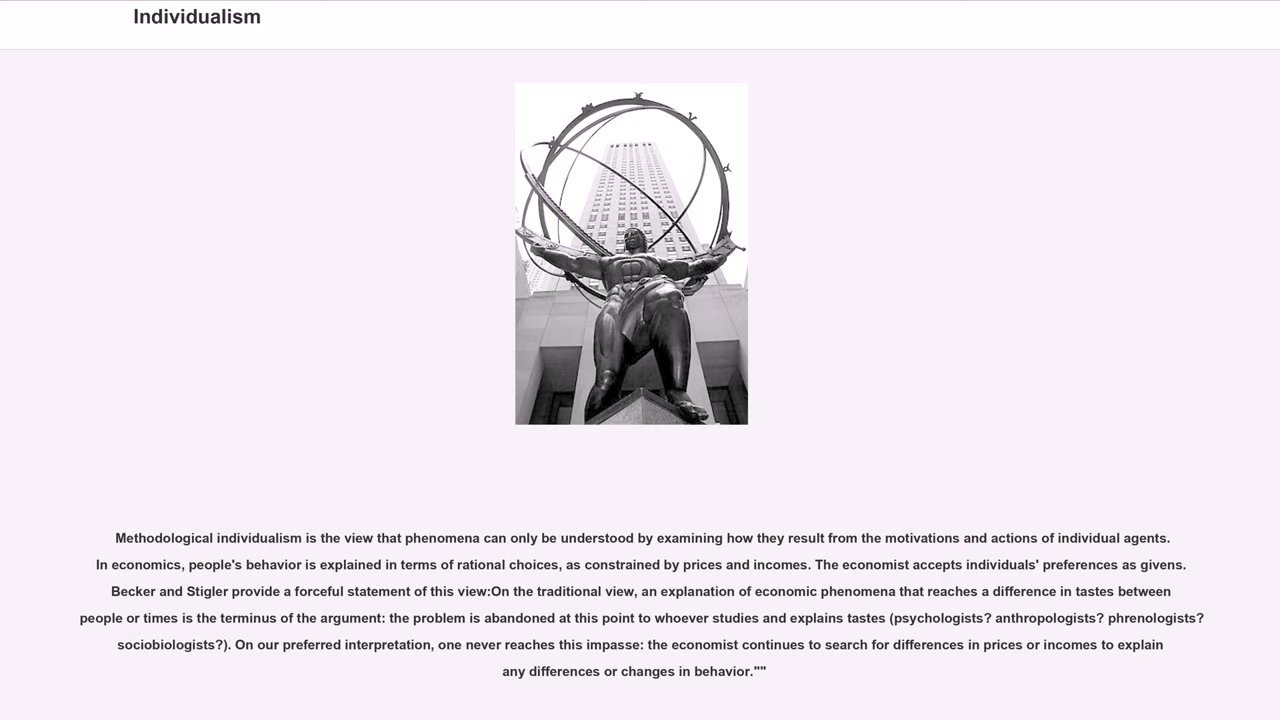 Individualism
Methodological individualism is the view that phenomena can only be understood by examining how they result from the motivations and actions of individual agents.
In economics, people's behavior is explained in terms of rational choices, as constrained by prices and incomes. The economist accepts individuals' preferences as givens.
Becker and Stigler provide a forceful statement of this view:On the traditional view, an explanation of economic phenomena that reaches a difference in tastes between
people or times is the terminus of the argument: the problem is abandoned at this point to whoever studies and explains tastes (psychologists? anthropologists? phrenologists?
sociobiologists?). On our preferred interpretation, one never reaches this impasse: the economist continues to search for differences in prices or incomes to explain
any differences or changes in behavior.""